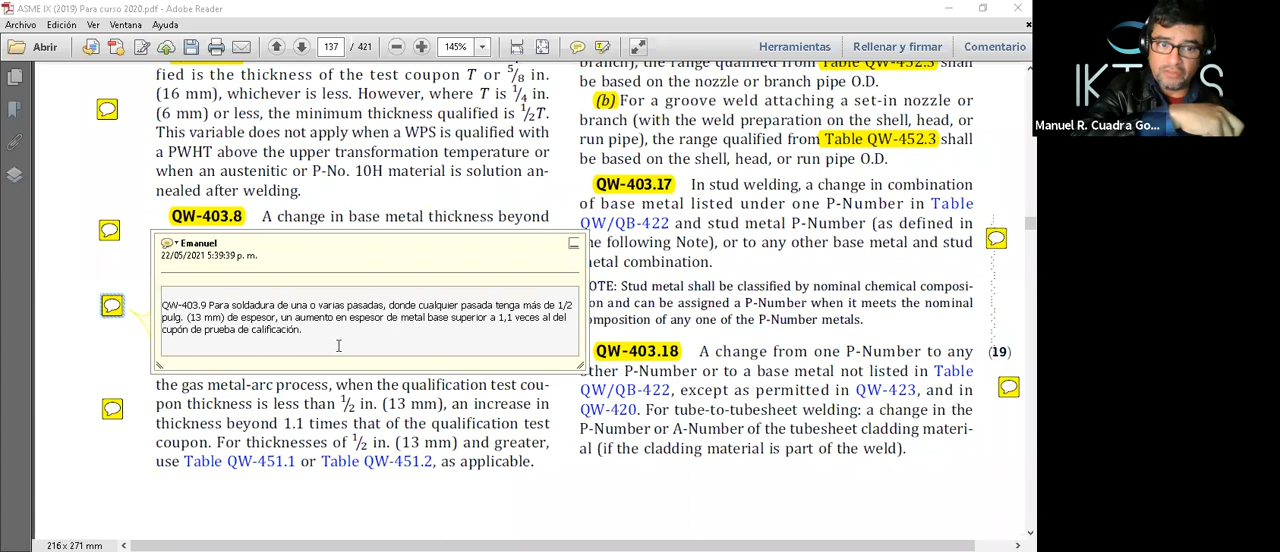 ASME IX (2019) Para curso 2020.pdf - Adobe Reader
Archivo Edición Ver Ventana Ayuda
Abrir
137 / 421
145%
Herramientas
Rellenar y firmar
Comentario
fied is the thickness of the test coupon T or 5/8 in.
(16 mm), whichever is less. However, where T is 1/4 in.
(6 mm) or less, the minimum thickness qualified is 1/2T.
This variable does not apply when a WPS is qualified with
a PWHT above the upper transformation temperature or
when an austenitic or P-No. 10H material is solution an-
nealed after welding.
QW-403.8 A change in base metal thickness beyond
Emanuel
22/05/2021 5:39:39 p. m.
QW-403.9 Para soldadura de una o varias pasadas, donde cualquier pasada tenga más de 1/2
pulg. (13 mm) de espesor, un aumento en espesor de metal base superior a 1,1 veces al del
cupón de prueba de calificación.
the gas metal-arc process, when the qualification test cou-
pon thickness is less than 1/2 in. (13 mm), an increase in
thickness beyond 1.1 times that of the qualification test
coupon. For thicknesses of 1/2 in. (13 mm) and greater,
use Table QW-451.1 or Table QW-451.2, as applicable.
branch), the range qualified from Table QW-452.3 shall
be based on the nozzle or branch pipe O.D.
(b) For a groove weld attaching a set-in nozzle or
branch (with the weld preparation on the shell, head, or
run pipe), the range qualified from Table QW-452.3 shall
be based on the shell, head, or run pipe O.D.
QW-403.17 In stud welding, a change in combination
of base metal listed under one P-Number in Table
QW/QB-422 and stud metal P-Number (as defined in
he following Note), or to any other base metal and stud
metal combination.
OTE: Stud metal shall be classified by nominal chemical composi-
ion and can be assigned a P-Number when it meets the nominal
omposition of any one of the P-Number metals.
QW-403.18 A change from one P-Number to any
(19)
other P-Number or to a base metal not listed in Table
QW/QB-422, except as permitted in QW-423, and in
QW-420. For tube-to-tubesheet welding: a change in the
P-Number or A-Number of the tubesheet cladding materi-
al (if the cladding material is part of the weld).
216 x 271 mm
Manuel R. Cuadra Go...